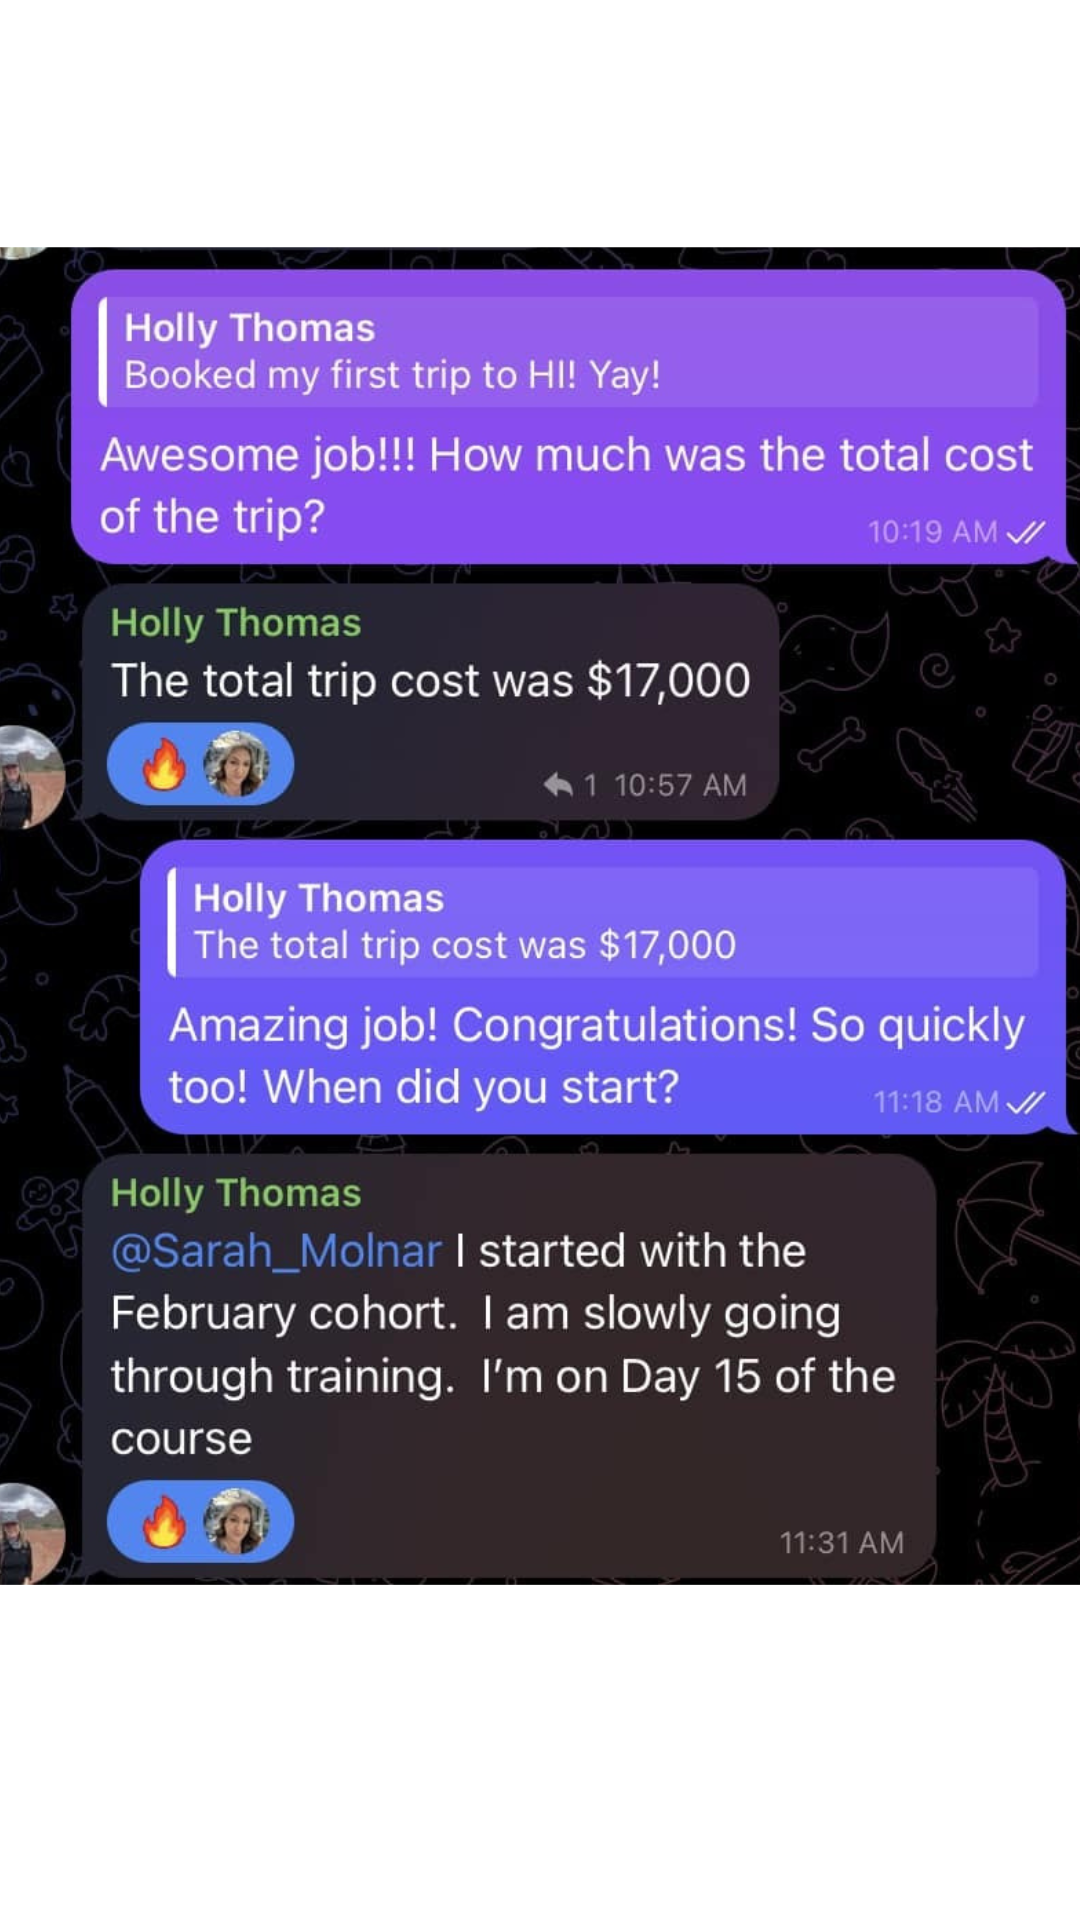 Holly Thomas
Booked my first trip to HI! Yay!
Awesome job!!! How much was the total cost
of the trip?
10:19 AM
Holly Thomas
The total trip cost was $17,000
1 10:57 AM
Holly Thomas
The total trip cost was $17,000
Amazing job! Congratulations! So quickly
too! When did you start?
11:18 AM
Holly Thomas
@Sarah_Molnar I started with the
February cohort.  I am slowly going
through training.  I’m on Day 15 of the
course
11:31 AM